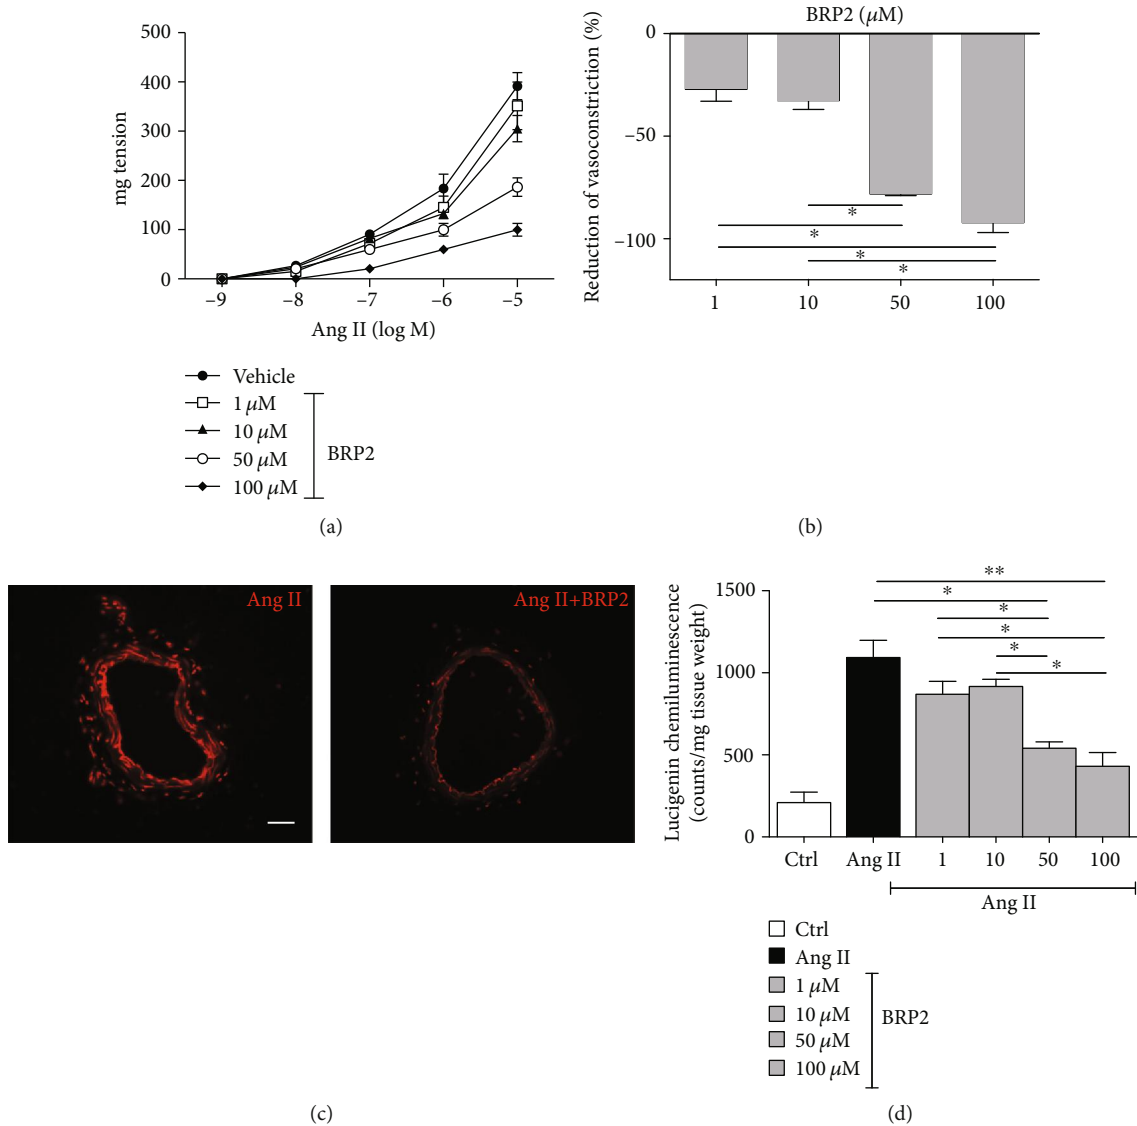 500
400
300
200
100
0
mg tension
−9 −8 −7 −6 −5
Ang II (log M)
Vehicle
1 μM
10 μM
50 μM
100 μM
BRP2
(a)
BRP2 (μM)
0
−50
−100
Reduction of vasoconstriction (%)
*
*
*
*
1 10 50 100
(b)
Ang II
Ang II+BRP2
(c)
1500
1000
500
0
Lucigenin chemiluminescence
(counts/mg tissue weight)
**
*
*
*
*
*
Ctrl Ang II 1 10 50 100
Ang II
Ctrl
Ang II
1 μM
10 μM
50 μM
100 μM
BRP2
(d)